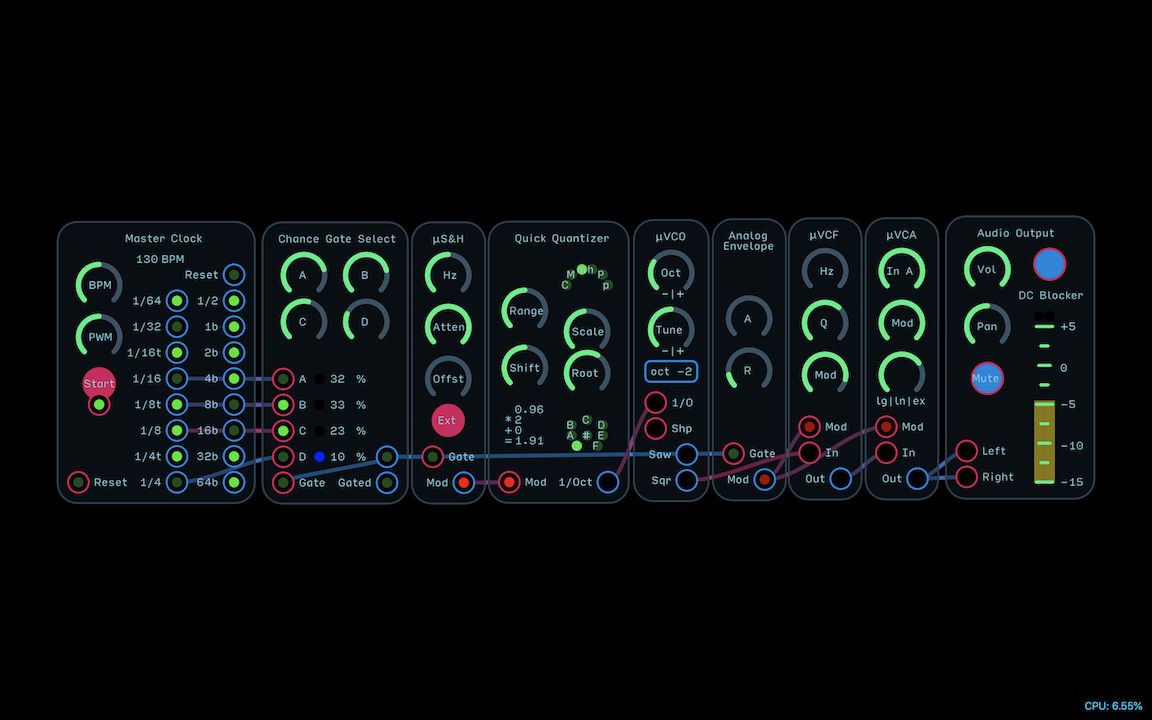 Master Clock
130 BPM
BPM
Reset
1/64 1/2
1/32 1b
PWM
1/16t 2b
Start
1/16 4b
1/8t 8b
1/8 16b
1/4t 32b
Reset 1/4 64b
Chance Gate Select
A B
C D
A 32 %
B 33 %
C 23 %
D 10 %
Gate Gated
µS&H
Hz
Atten
Offst
Ext
Gate
Mod
Quick Quantizer
C M m h P p
Range
Scale
Shift
Root
0.96
*2
+0
=1.91
B C D
A # E
F
Mod 1/Oct
µVCO
Oct
-|+
Tune
-|+
oct -2
1/O
Shp
Saw
Sqr
Analog
Envelope
A
R
Gate
Mod
µVCF
Hz
Q
Mod
Mod
In
Out
µVCA
In A
Mod
lg|ln|ex
Mod
In
Out
Audio Output
Vol
DC Blocker
Pan
Mute
+5
0
-5
-10
-15
Left
Right
CPU: 6.55%